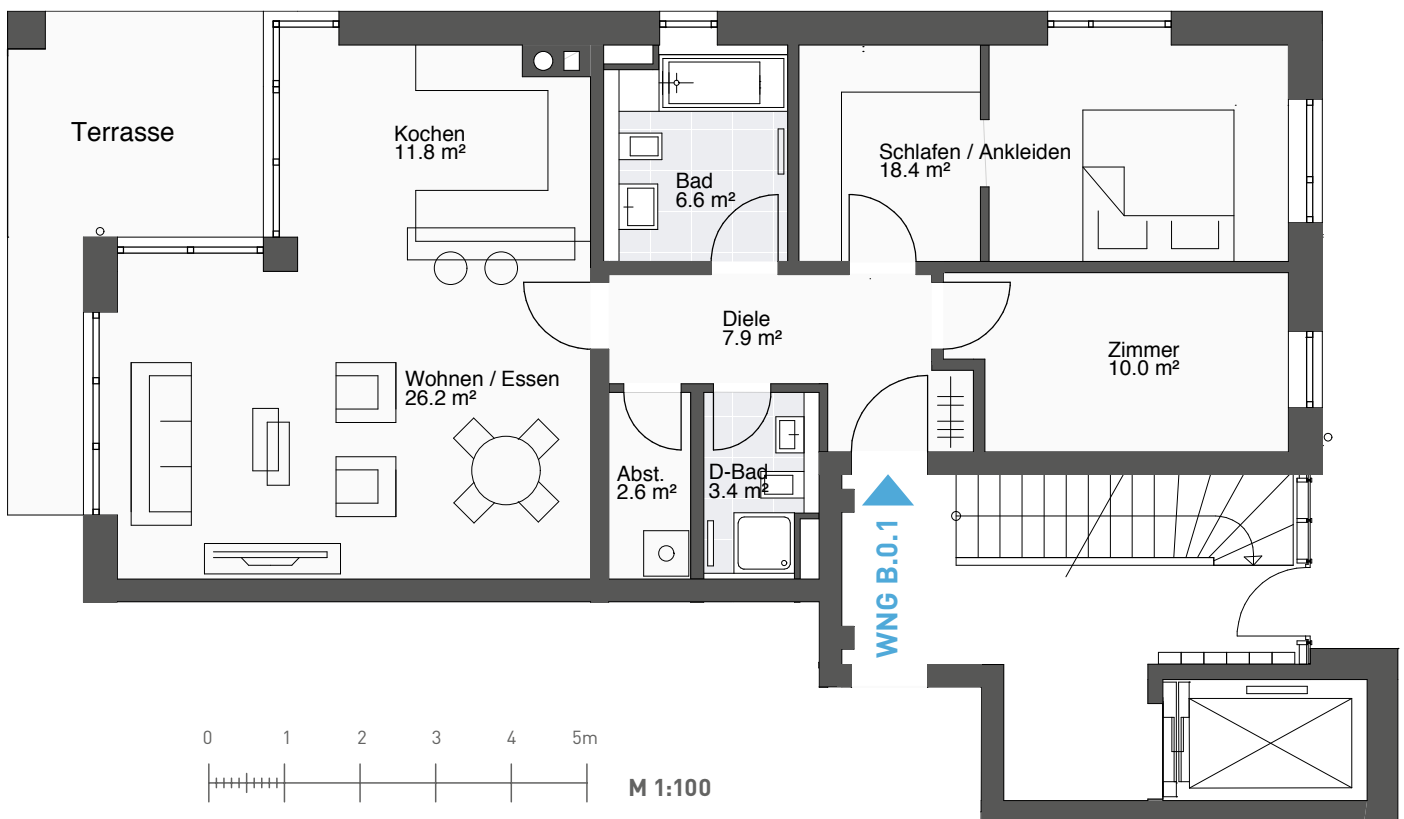 Terrasse
Kochen
11.8 m²
Bad
6.6 m²
Schlafen / Ankleiden
18.4 m²
Diele
7.9 m²
Zimmer
10.0 m²
Wohnen / Essen
26.2 m²
Abst.
2.6 m²
D-Bad
3.4 m²
WNG B.0.1
0 1 2 3 4 5m
M 1:100